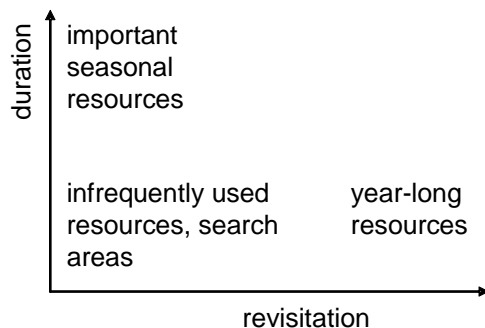 duration
important
seasonal
resources
infrequently used
resources, search
areas
year-long
resources
revisitation